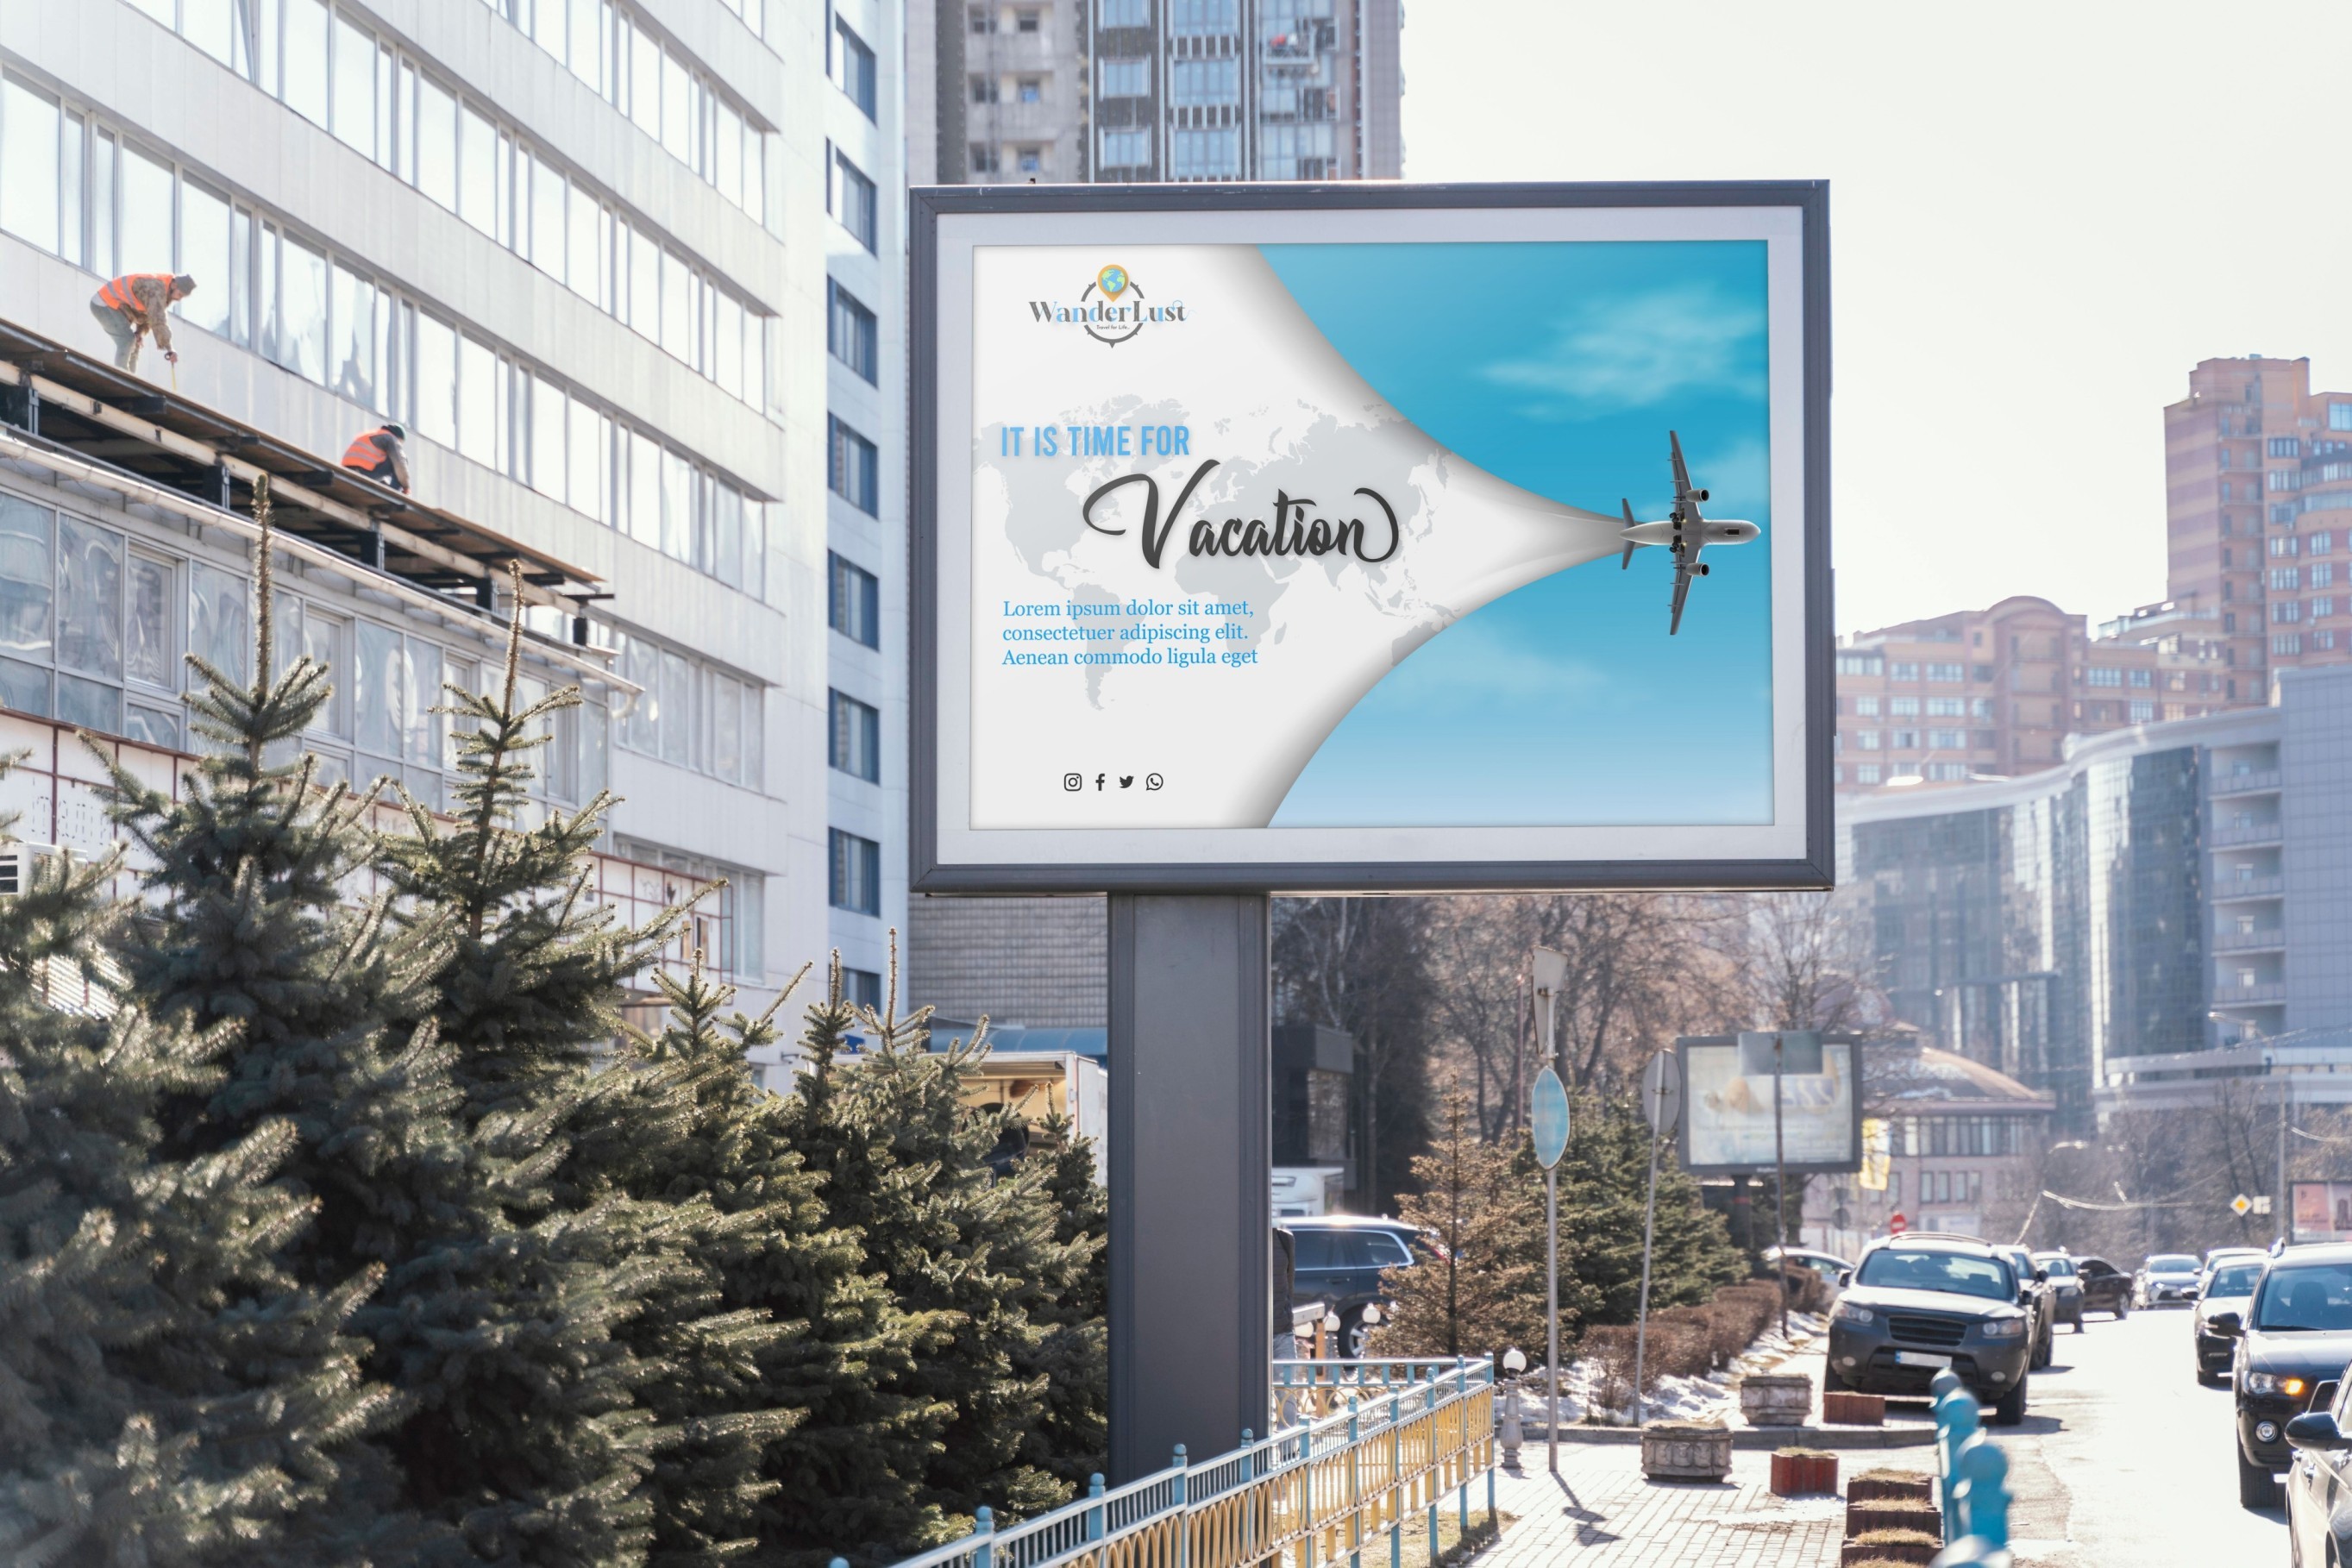 WanderLust
Travel for Life..
IT IS TIME FOR
Vacation
Lorem ipsum dolor sit amet,
consectetuer adipiscing elit.
Aenean commodo ligula eget